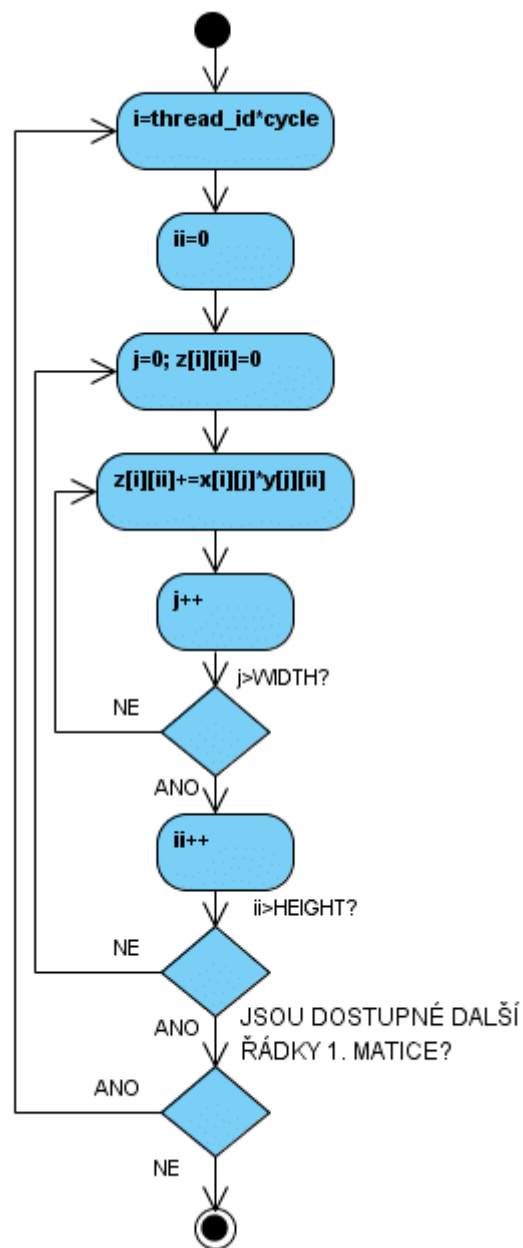 i=thread_id*cycle
ii=0
j=0; z[i][ii]=0
z[i][ii]+=x[i][j]*y[j][ii]
j++
j>WIDTH?
NE
ANO
ii++
ii>HEIGHT?
NE
ANO
JSOU DOSTUPNÉ DALŠÍ
ŘÁDKY 1. MATICE?
ANO
NE